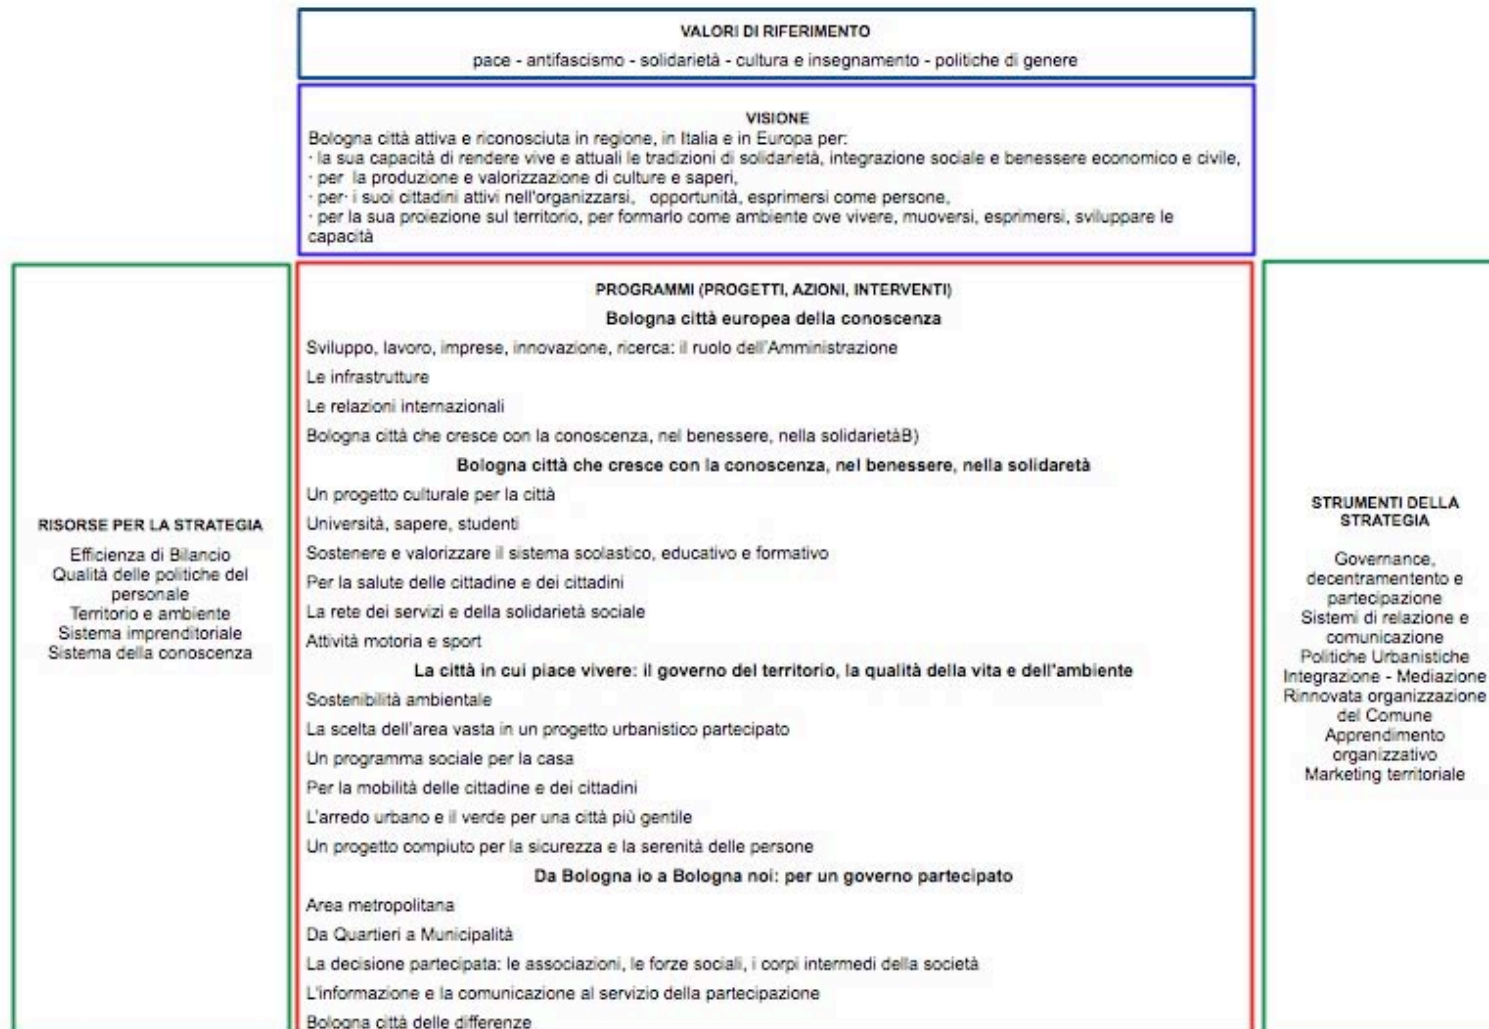 VALORI DI RIFERIMENTO
pace - antifascismo - solidarietà - cultura e insegnamento - politiche di genere
VISIONE
Bologna città attiva e riconosciuta in regione, in Italia e in Europa per:
· la sua capacità di rendere vive e attuali le tradizioni di solidarietà, integrazione sociale e benessere economico e civile,
· per la produzione e valorizzazione di culture e saperi,
· per· i suoi cittadini attivi nell'organizzarsi, opportunità, esprimersi come persone,
· per la sua proiezione sul territorio, per formarlo come ambiente ove vivere, muoversi, esprimersi, sviluppare le
capacità
RISORSE PER LA STRATEGIA
Efficienza di Bilancio
Qualità delle politiche del
personale
Territorio e ambiente
Sistema imprenditoriale
Sistema della conoscenza
PROGRAMMI (PROGETTI, AZIONI, INTERVENTI)
Bologna città europea della conoscenza
Sviluppo, lavoro, imprese, innovazione, ricerca: il ruolo dell'Amministrazione
Le infrastrutture
Le relazioni internazionali
Bologna città che cresce con la conoscenza, nel benessere, nella solidarietàB)
Bologna città che cresce con la conoscenza, nel benessere, nella solidaretà
Un progetto culturale per la città
Università, sapere, studenti
Sostenere e valorizzare il sistema scolastico, educativo e formativo
Per la salute delle cittadine e dei cittadini
La rete dei servizi e della solidarietà sociale
Attività motoria e sport
La città in cui piace vivere: il governo del territorio, la qualità della vita e dell'ambiente
Sostenibilità ambientale
La scelta dell'area vasta in un progetto urbanistico partecipato
Un programma sociale per la casa
Per la mobilità delle cittadine e dei cittadini
L'arredo urbano e il verde per una città più gentile
Un progetto compiuto per la sicurezza e la serenità delle persone
Da Bologna io a Bologna noi: per un governo partecipato
Area metropolitana
Da Quartieri a Municipalità
La decisione partecipata: le associazioni, le forze sociali, i corpi intermedi della società
L'informazione e la comunicazione al servizio della partecipazione
Bologna città delle differenze
STRUMENTI DELLA
STRATEGIA
Governance,
decentramentento e
partecipazione
Sistemi di relazione e
comunicazione
Politiche Urbanistiche
Integrazione - Mediazione
Rinnovata organizzazione
del Comune
Apprendimento
organizzativo
Marketing territoriale